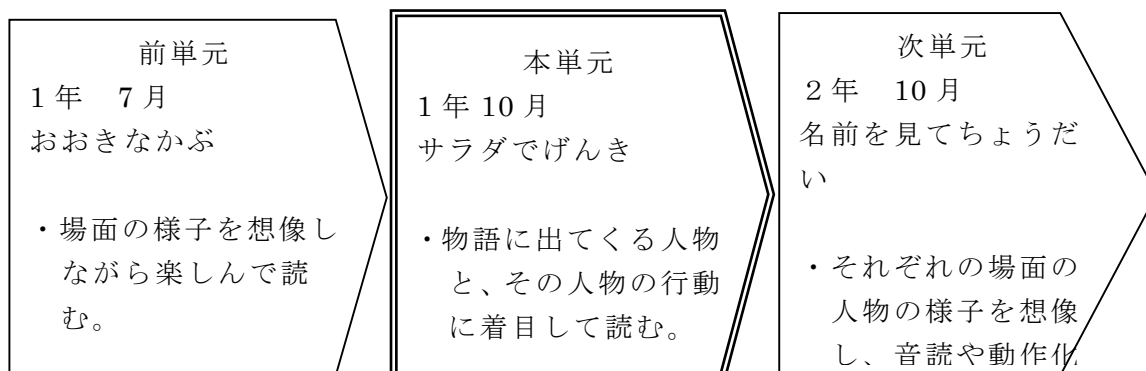 前単元
1年　7月
おおきなかぶ
・場面の様子を想像し
ながら楽しんで読
む。
本単元
1年 10月
サラダでげんき
・物語に出てくる人物
と、その人物の行動
に着目して読む。
次単元
２年　10月
名前を見てちょうだ
い
・それぞれの場面の
人物の様子を想像
し、音読や動作化